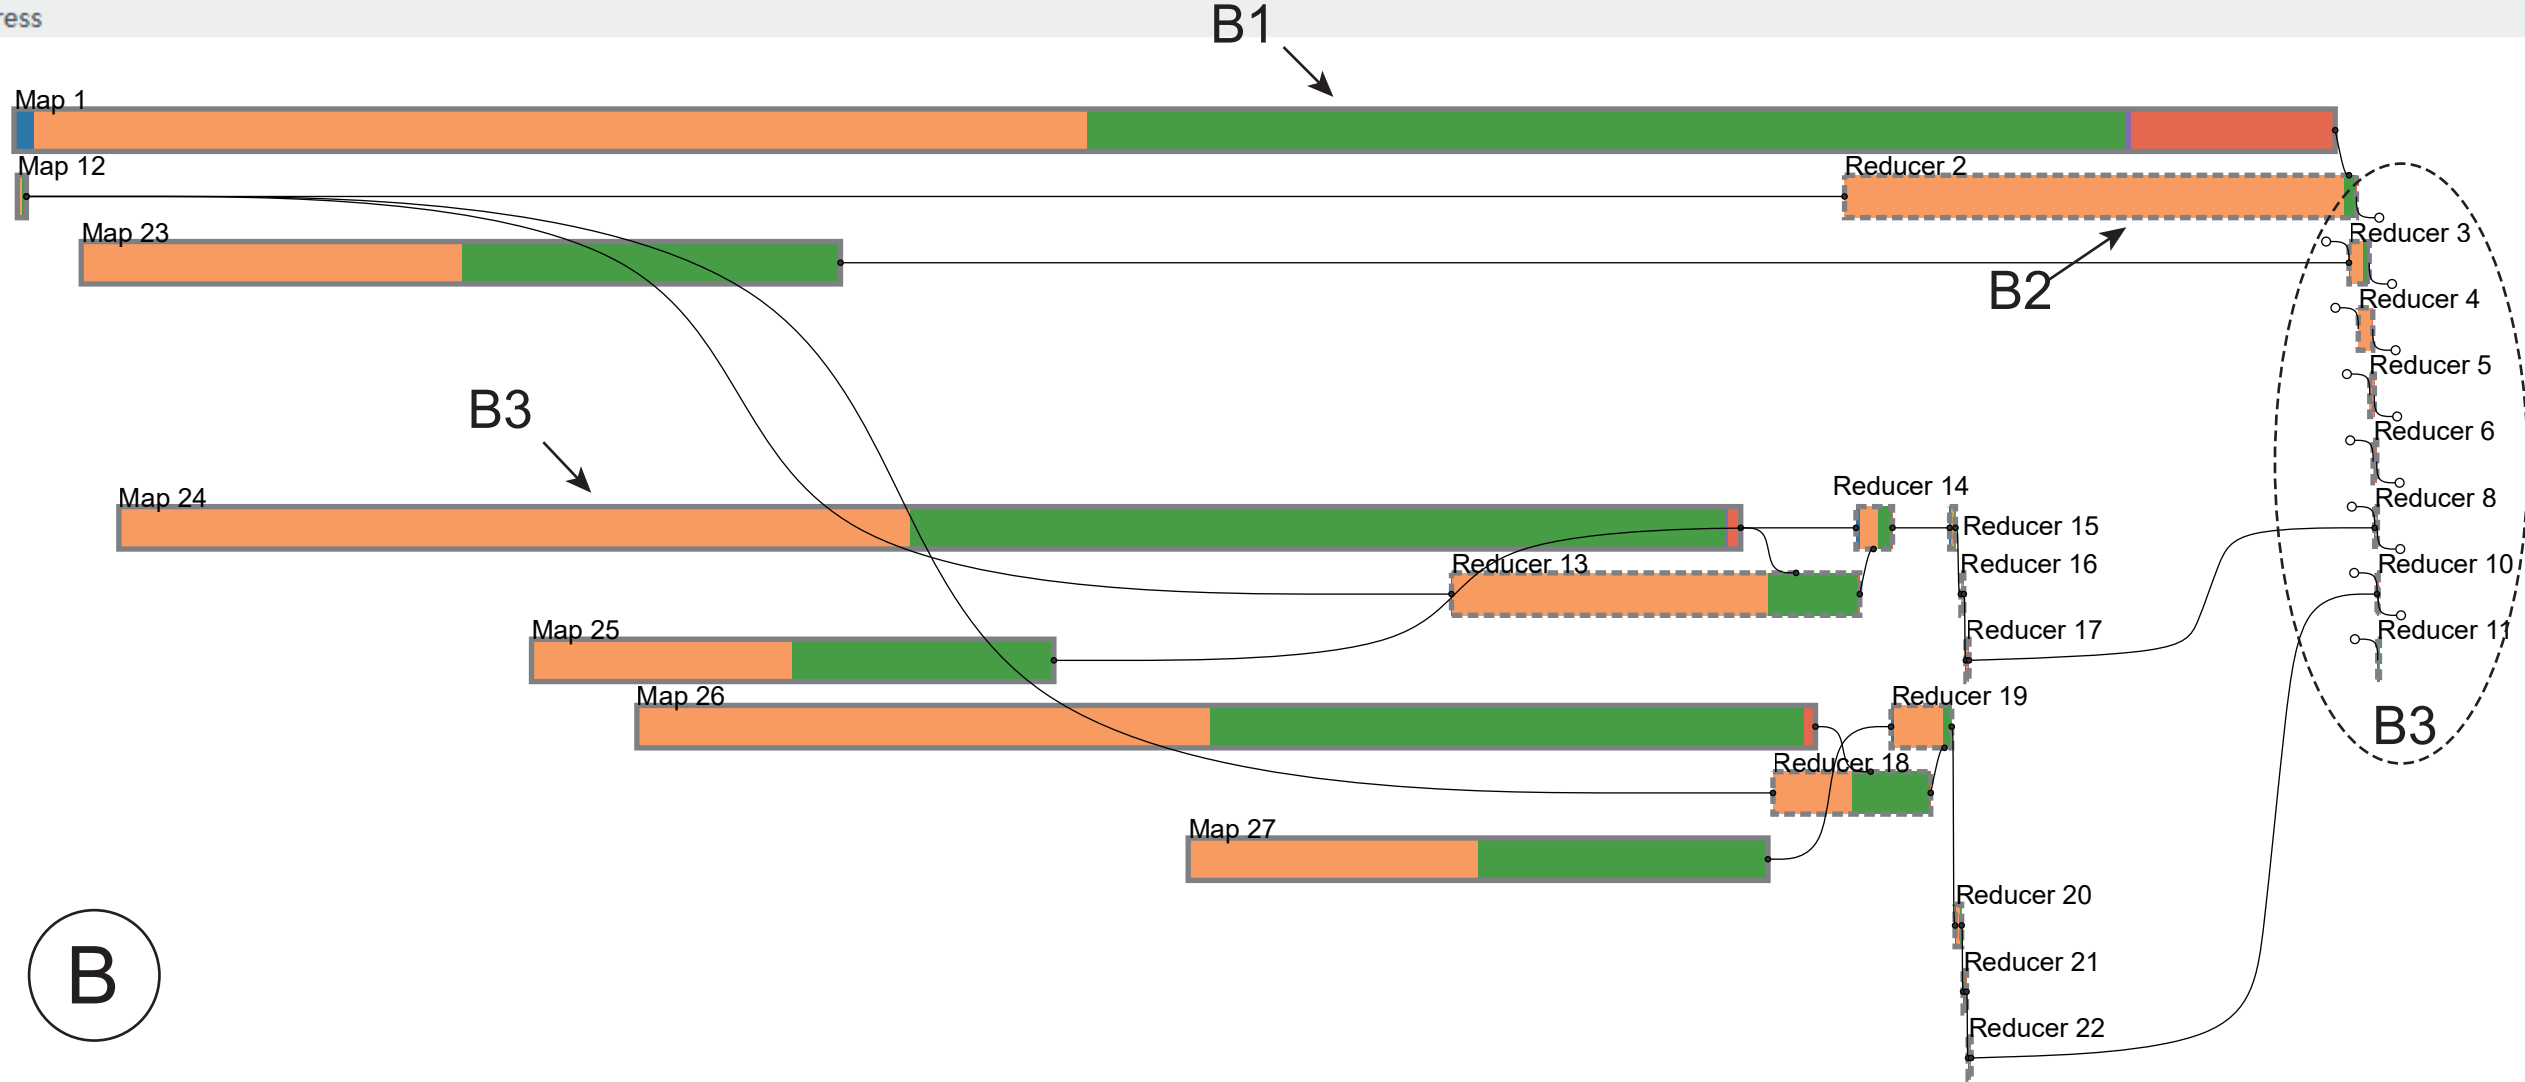 ress
B1
Map 1
Map 12
Reducer 2
Map 23
Reducer 3
B2
Reducer 4
Reducer 5
B3
Reducer 6
Map 24
Reducer 14
Reducer 8
Reducer 15
Reducer 13
Reducer 16
Reducer 10
Map 25
Reducer 17
Reducer 11
Map 26
Reducer 19
B3
Reducer 18
Map 27
Reducer 20
B
Reducer 21
Reducer 22